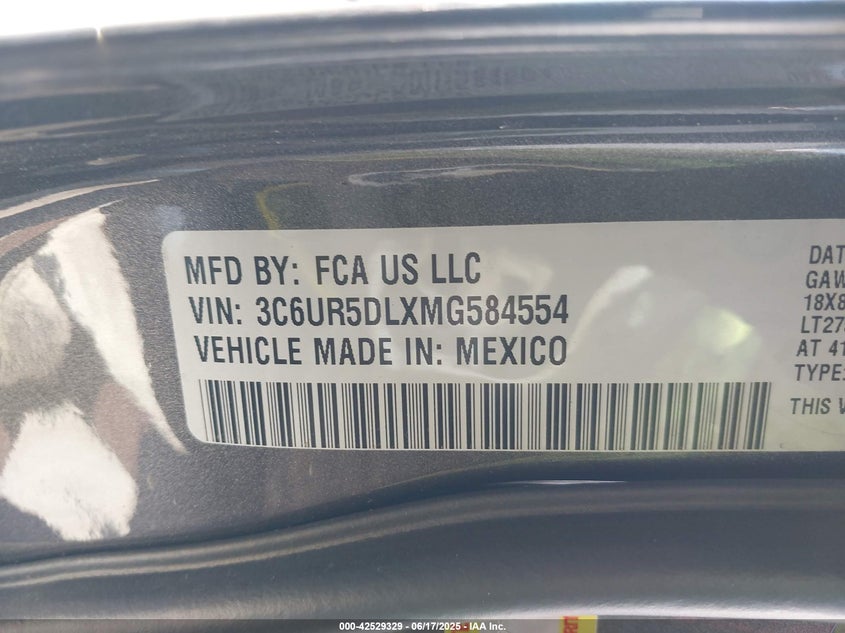 MFD BY: FCA US LLC
VIN: 3C6UR5DLXMG584554
VEHICLE MADE IN: MEXICO
DAT
GAW
18X8
LT27
AT 41
TYPE:
THIS V
000-42529329 - 06/17/2025 - IAA Inc.